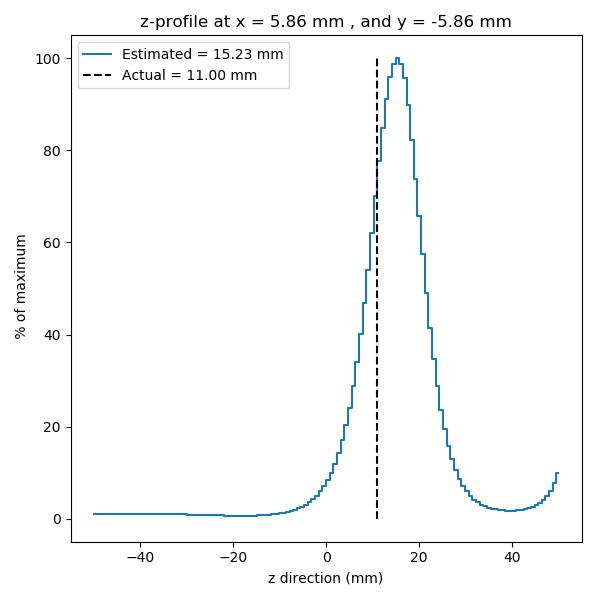 z-profile at x = 5.86 mm , and y = -5.86 mm
Estimated = 15.23 mm
Actual = 11.00 mm
% of maximum
100
80
60
40
20
0
−40
−20
0
20
40
z direction (mm)